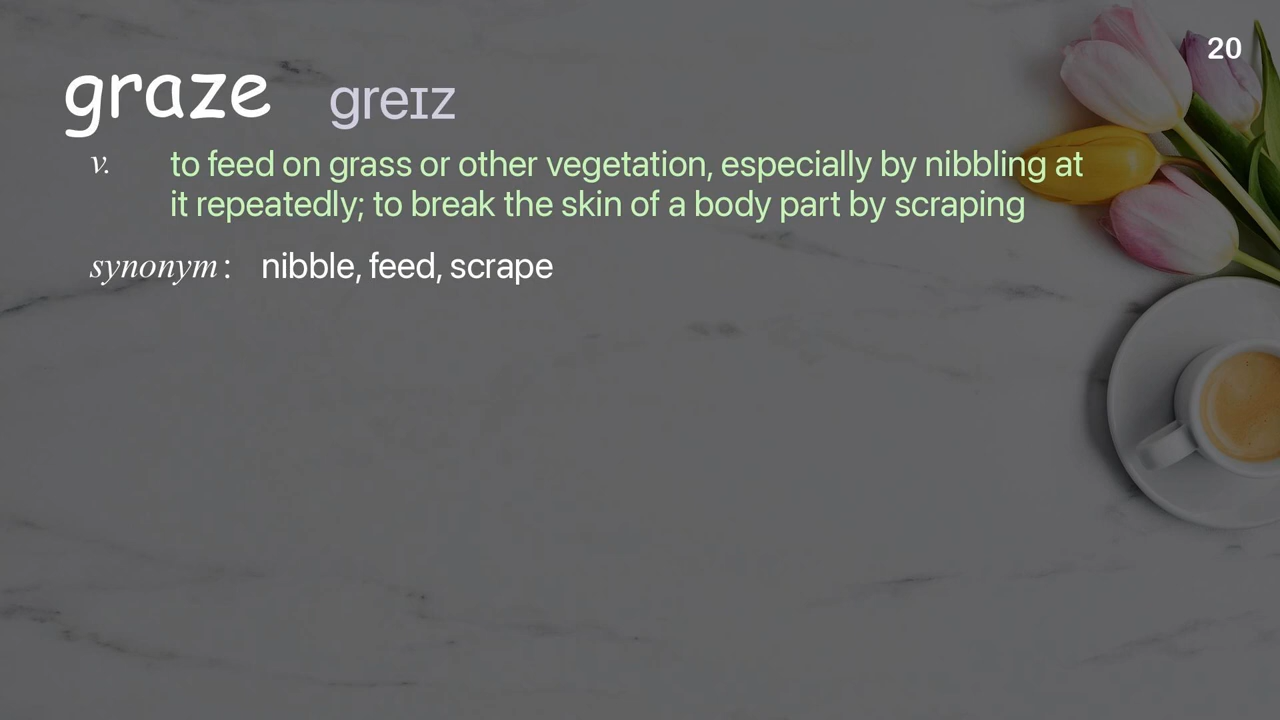 20
graze greɪz
v. to feed on grass or other vegetation, especially by nibbling at
it repeatedly; to break the skin of a body part by scraping
synonym : nibble, feed, scrape